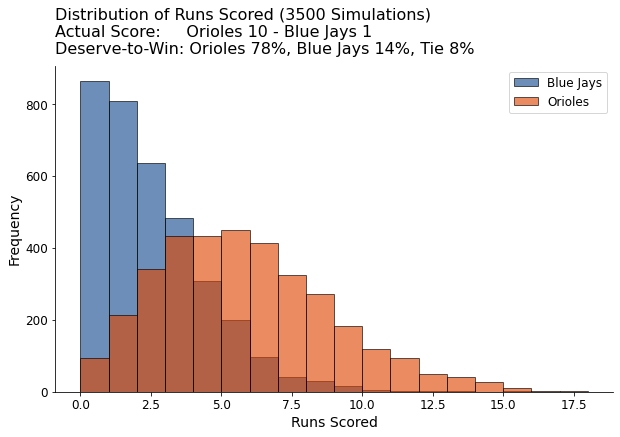 Distribution of Runs Scored (3500 Simulations)
Actual Score: Orioles 10 - Blue Jays 1
Deserve-to-Win: Orioles 78%, Blue Jays 14%, Tie 8%
Blue Jays
Orioles
Frequency
800
600
400
200
0
0.0 2.5 5.0 7.5 10.0 12.5 15.0 17.5
Runs Scored